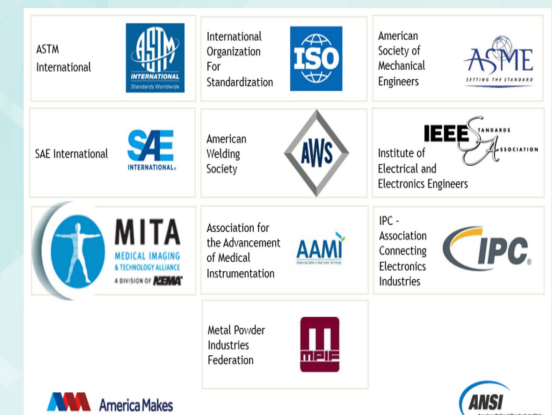 ASTM
International
ASTM
INTERNATIONAL
Standards Worldwide
International
Organization
For
Standardization
ISO
American
Society of
Mechanical
Engineers
ASME
SETTING THE STANDARD
SAE International
SAE
INTERNATIONAL®
American
Welding
Society
AWS
IEEE STANDARDS
ASSOCIATION
Institute of
Electrical and
Electronics Engineers
MITA
MEDICAL IMAGING
& TECHNOLOGY ALLIANCE
A DIVISION OF NEMA
Association for
the Advancement
of Medical
Instrumentation
AAMI
IPC -
Association
Connecting
Electronics
Industries
IPC®
Metal Powder
Industries
Federation
MPIF
America Makes
ANSI